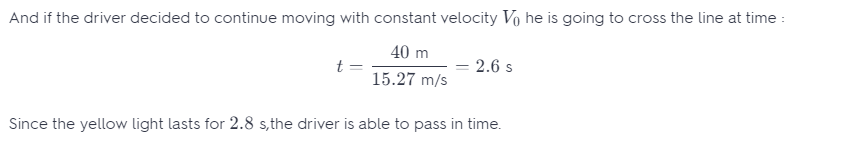 And if the driver decided to continue moving with constant velocity V₀ he is going to cross the line at time :
t = 40 m / 15.27 m/s = 2.6 s
Since the yellow light lasts for 2.8 s,the driver is able to pass in time.